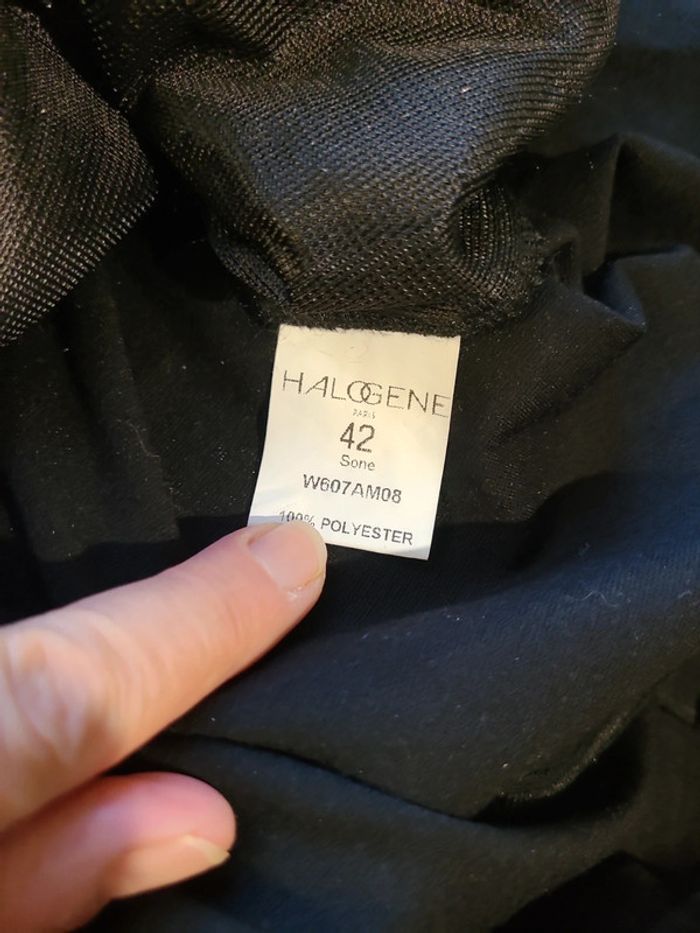 HALOGENE
PARIS
42
Sone
W607AM08
100% POLYESTER